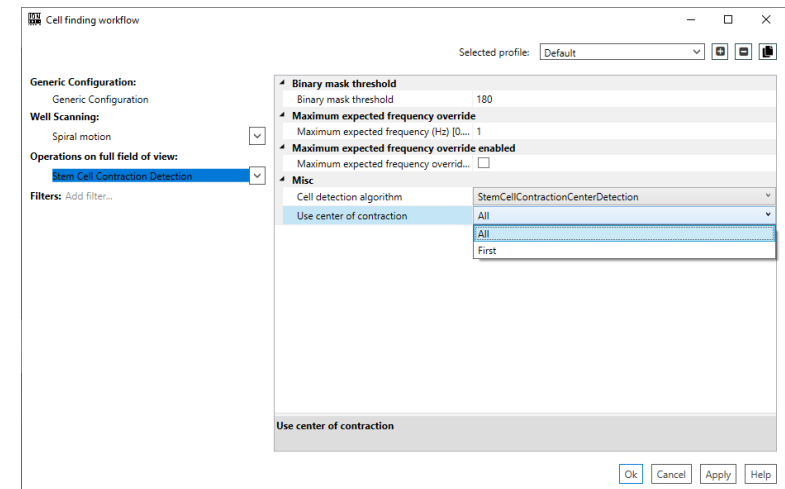 Cell finding workflow
Selected profile: Default
Generic Configuration:
Generic Configuration
Well Scanning:
Spiral motion
Operations on full field of view:
Stem Cell Contraction Detection
Filters: Add filter...
Binary mask threshold
Binary mask threshold 180
Maximum expected frequency override
Maximum expected frequency (Hz) [0.... 1
Maximum expected frequency override enabled
Maximum expected frequency overrid...
Misc
Cell detection algorithm StemCellContractionCenterDetection
Use center of contraction All
All
First
Use center of contraction
Ok Cancel Apply Help